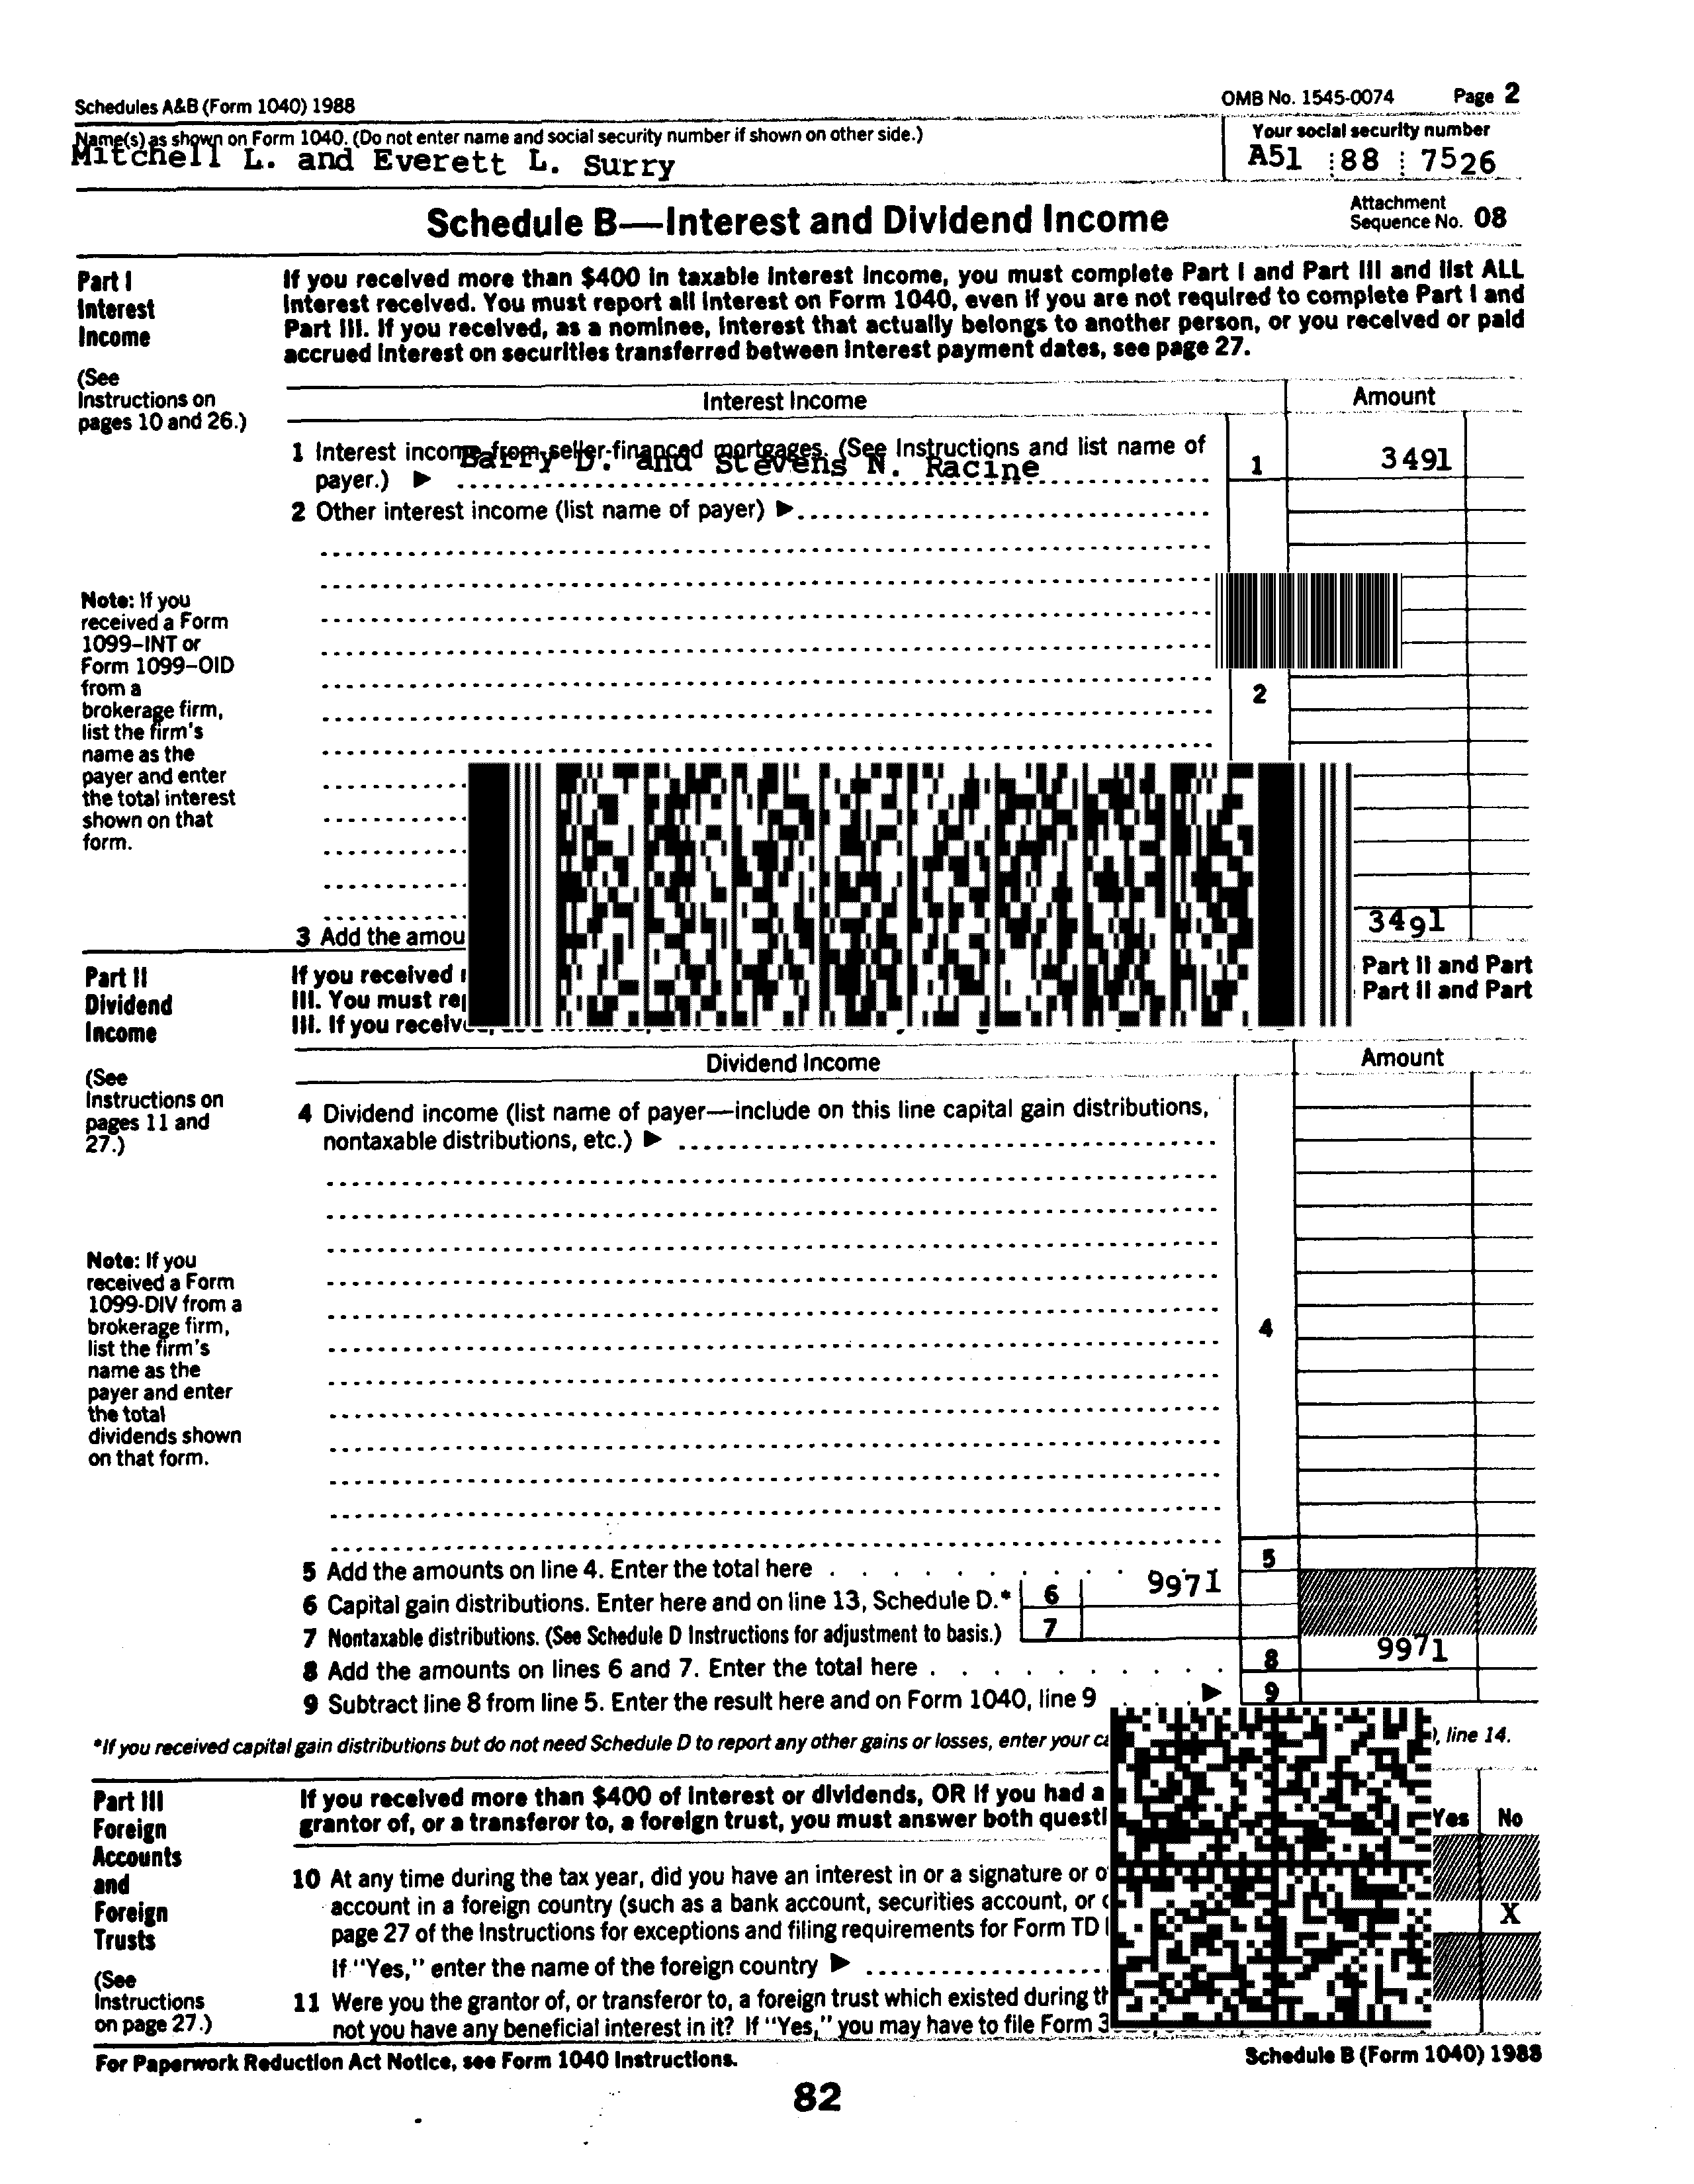 Schedules A&B (Form 1040) 1988 OMB No. 1545-0074 Page 2
Name(s) as shown on Form 1040. (Do not enter name and social security number if shown on other side.) Your social security number
Mitchell L. and Everett L. Surry A51 88 7526
Schedule B—Interest and Dividend Income Attachment Sequence No. 08
Part I
Interest
Income
(See
Instructions on
pages 10 and 26.)
If you received more than $400 in taxable interest income, you must complete Part I and Part III and list ALL
interest received. You must report all interest on Form 1040, even if you are not required to complete Part I and
Part III. If you received, as a nominee, interest that actually belongs to another person, or you received or paid
accrued interest on securities transferred between interest payment dates, see page 27.
Interest Income Amount
1 Interest income from seller-financed mortgages. (See Instructions and list name of
payer.) ▶ Barry D. and Stevens N. Racine 1 3491
2 Other interest income (list name of payer) ▶
Note: If you
received a Form
1099-INT or
Form 1099-OID
from a
brokerage firm,
list the firm's
name as the
payer and enter
the total interest
shown on that
form.
2
3 Add the amou 3491
Part II
Dividend
Income
(See
Instructions on
pages 11 and
27.)
If you received Part II and Part
III. You must re Part II and Part
III. If you receiv
Dividend Income Amount
4 Dividend income (list name of payer—include on this line capital gain distributions,
nontaxable distributions, etc.) ▶
Note: If you
received a Form
1099-DIV from a
brokerage firm,
list the firm's
name as the
payer and enter
the total
dividends shown
on that form.
4
5 Add the amounts on line 4. Enter the total here 5
6 Capital gain distributions. Enter here and on line 13, Schedule D.* 6 9971
7 Nontaxable distributions. (See Schedule D Instructions for adjustment to basis.) 7
8 Add the amounts on lines 6 and 7. Enter the total here 8 9971
9 Subtract line 8 from line 5. Enter the result here and on Form 1040, line 9 ▶ 9
*If you received capital gain distributions but do not need Schedule D to report any other gains or losses, enter your ca , line 14.
Part III
Foreign
Accounts
and
Foreign
Trusts
(See
Instructions
on page 27.)
If you received more than $400 of interest or dividends, OR if you had a
grantor of, or a transferor to, a foreign trust, you must answer both questi Yes No
10 At any time during the tax year, did you have an interest in or a signature or o
account in a foreign country (such as a bank account, securities account, or
page 27 of the Instructions for exceptions and filing requirements for Form TD X
If "Yes," enter the name of the foreign country ▶
11 Were you the grantor of, or transferor to, a foreign trust which existed during th
not you have any beneficial interest in it? If "Yes," you may have to file Form 3
For Paperwork Reduction Act Notice, see Form 1040 Instructions. Schedule B (Form 1040) 1988
82